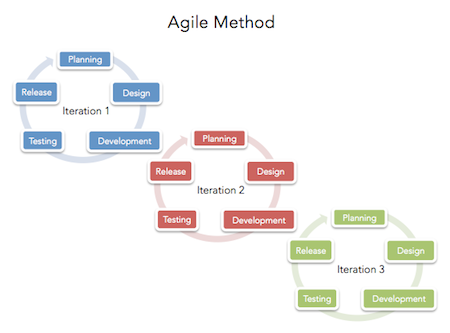 Agile Method
Planning
Release
Design
Iteration 1
Testing
Development
Planning
Release
Design
Iteration 2
Testing
Development
Planning
Release
Design
Iteration 3
Testing
Development